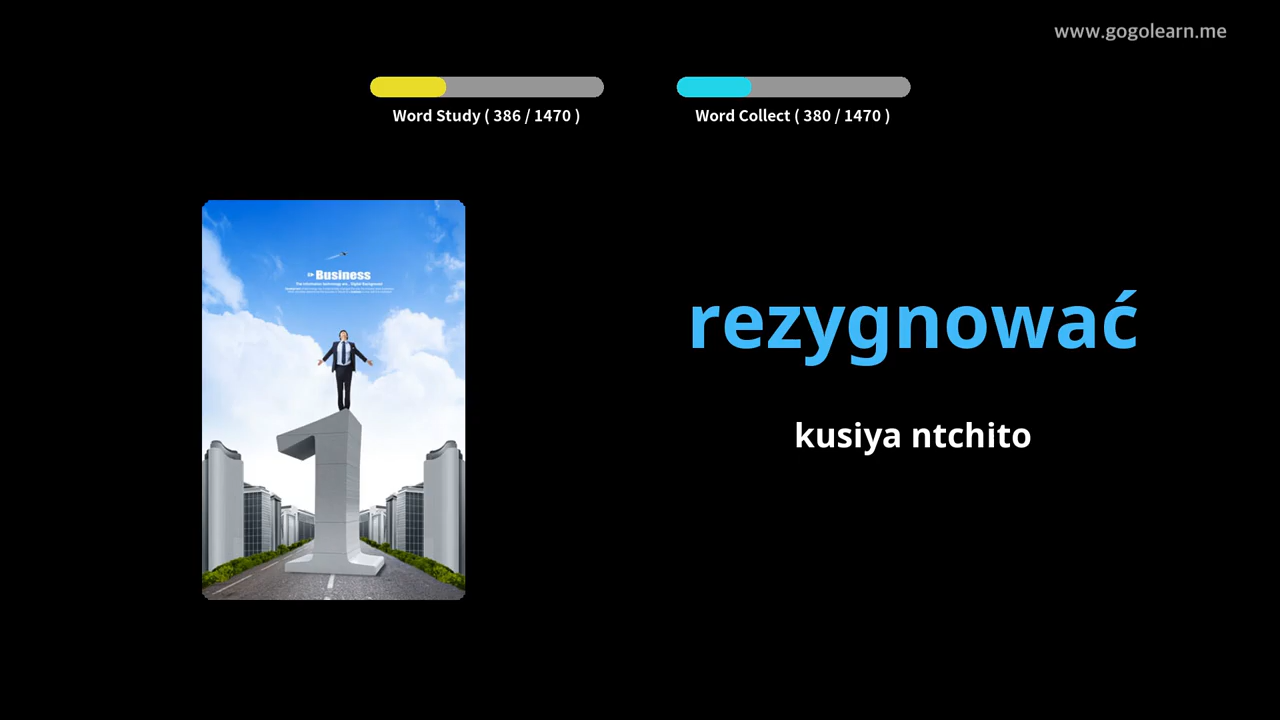 www.gogolearn.me
Word Study ( 386 / 1470 )
Word Collect ( 380 / 1470 )
Business
rezygnować
kusiya ntchito